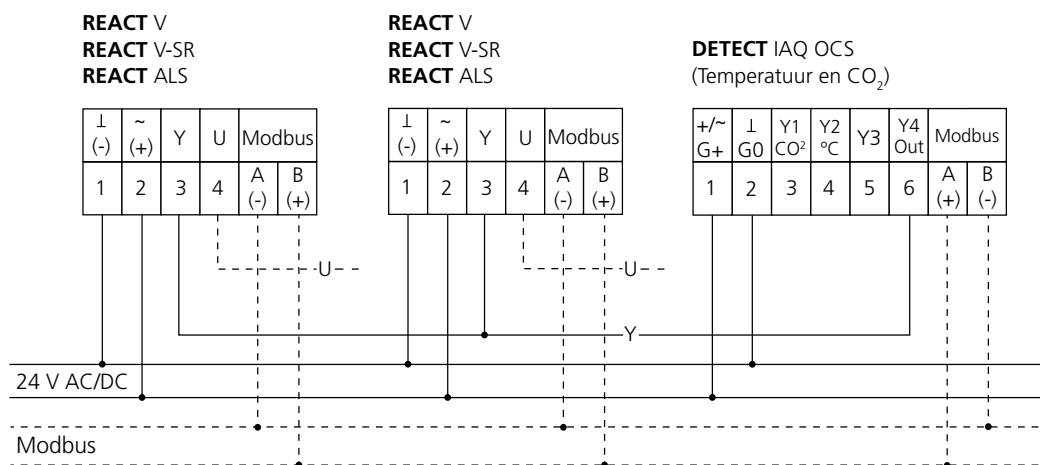 REACT V
REACT V-SR
REACT ALS
⊥ (-) ~ (+) Y U Modbus
1 2 3 4 A (-) B (+)
U
REACT V
REACT V-SR
REACT ALS
⊥ (-) ~ (+) Y U Modbus
1 2 3 4 A (-) B (+)
U
DETECT IAQ OCS
(Temperatuur en CO₂)
+/~ G+ ⊥ G0 Y1 CO² Y2 ºC Y3 Y4 Out Modbus
1 2 3 4 5 6 A (+) B (-)
Y
24 V AC/DC
Modbus